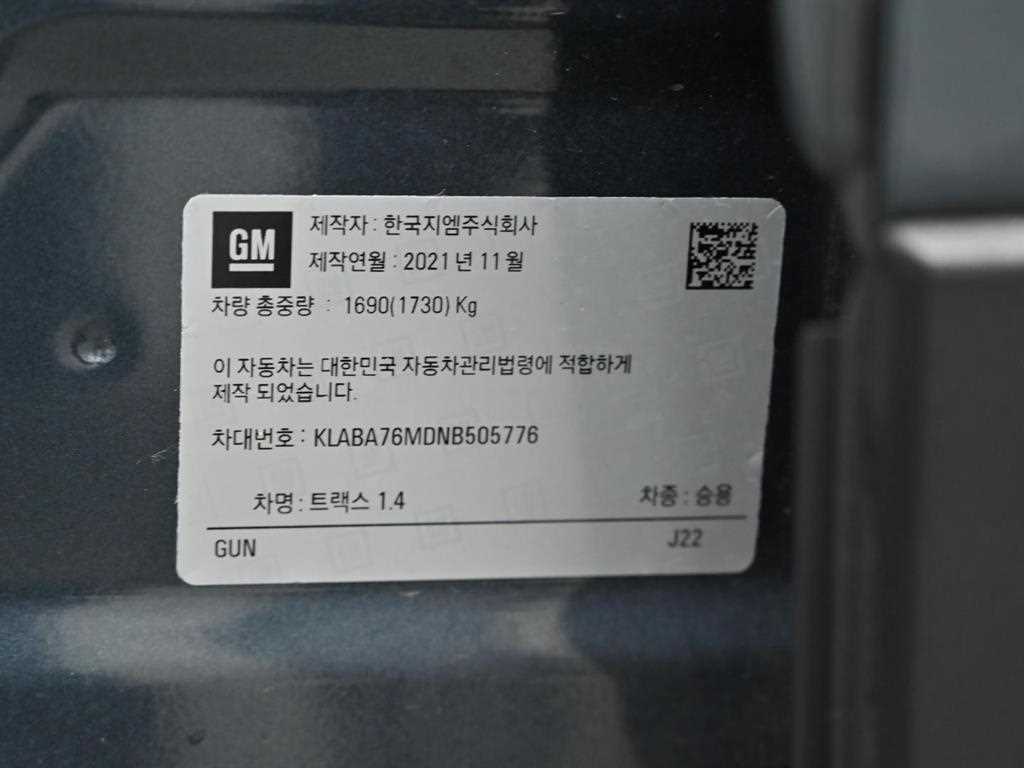 GM
제작자 : 한국지엠주식회사
제작연월 : 2021 년 11 월
차량 총중량 : 1690(1730) Kg
이 자동차는 대한민국 자동차관리법령에 적합하게
제작 되었습니다.
차대번호 : KLABA76MDNB505776
차명 : 트랙스 1.4 차종 : 승용
GUN J22